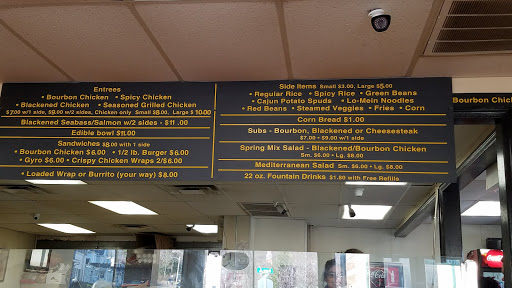 Entrees
• Bourbon Chicken • Spicy Chicken
• Blackened Chicken • Seasoned Grilled Chicken
$7.00 w/1 side, $9.00 w/2 sides, Chicken only Small $8.00, Large $10.00
Blackened Seabass/Salmon w/2 sides - $11.00
Edible bowl $11.00
Sandwiches $8.00 with 1 side
• Bourbon Chicken $6.00 • 1/2 lb. Burger $6.00
• Gyro $6.00 • Crispy Chicken Wraps 2/$6.00
• Loaded Wrap or Burrito (your way) $8.00
Side Items Small $3.00, Large $5.00
• Regular Rice • Spicy Rice • Green Beans
• Cajun Potato Spuds • Lo-Mein Noodles
• Red Beans • Steamed Veggies • Fries • Corn
Corn Bread $1.00
Subs - Bourbon, Blackened or Cheesesteak
$7.00 • $9.00 w/1 side
Spring Mix Salad - Blackened/Bourbon Chicken
Sm. $6.00 • Lg. $8.00
Mediterranean Salad Sm. $6.00 • Lg. $8.00
22 oz. Fountain Drinks $1.80 with Free Refills
Bourbon Chicken